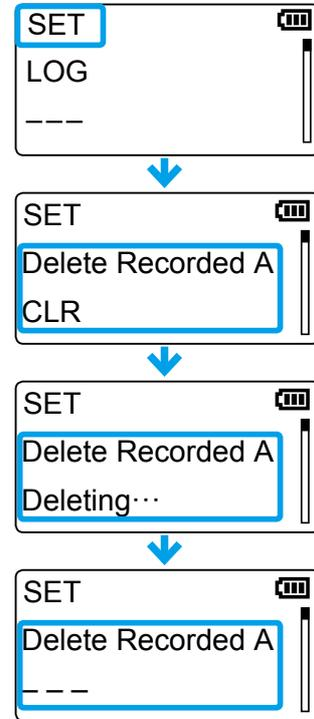 SET
LOG
–––
SET
Delete Recorded A
CLR
SET
Delete Recorded A
Deleting···
SET
Delete Recorded A
– – –